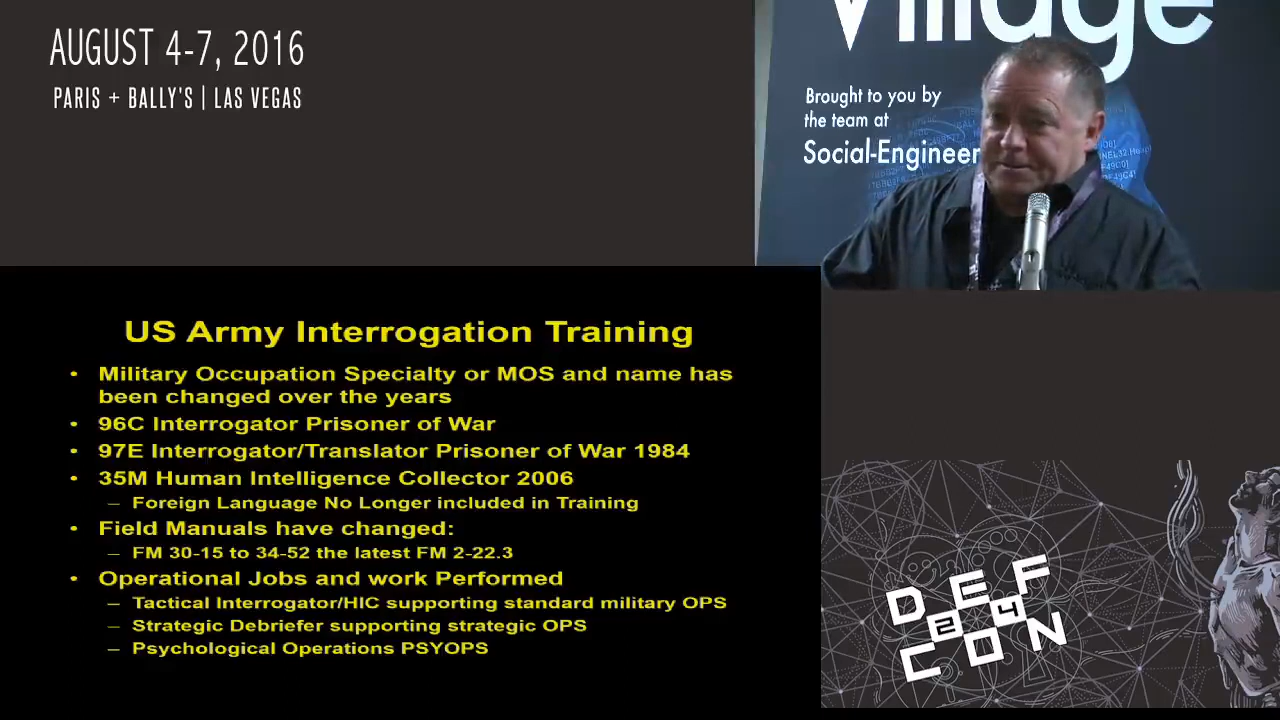 AUGUST 4-7, 2016
PARIS + BALLY'S | LAS VEGAS
Village
Brought to you by
the team at
Social-Engineer
US Army Interrogation Training
• Military Occupation Specialty or MOS and name has
been changed over the years
• 96C Interrogator Prisoner of War
• 97E Interrogator/Translator Prisoner of War 1984
• 35M Human Intelligence Collector 2006
– Foreign Language No Longer included in Training
• Field Manuals have changed:
– FM 30-15 to 34-52 the latest FM 2-22.3
• Operational Jobs and work Performed
– Tactical Interrogator/HIC supporting standard military OPS
– Strategic Debriefer supporting strategic OPS
– Psychological Operations PSYOPS
DEF
24
CON